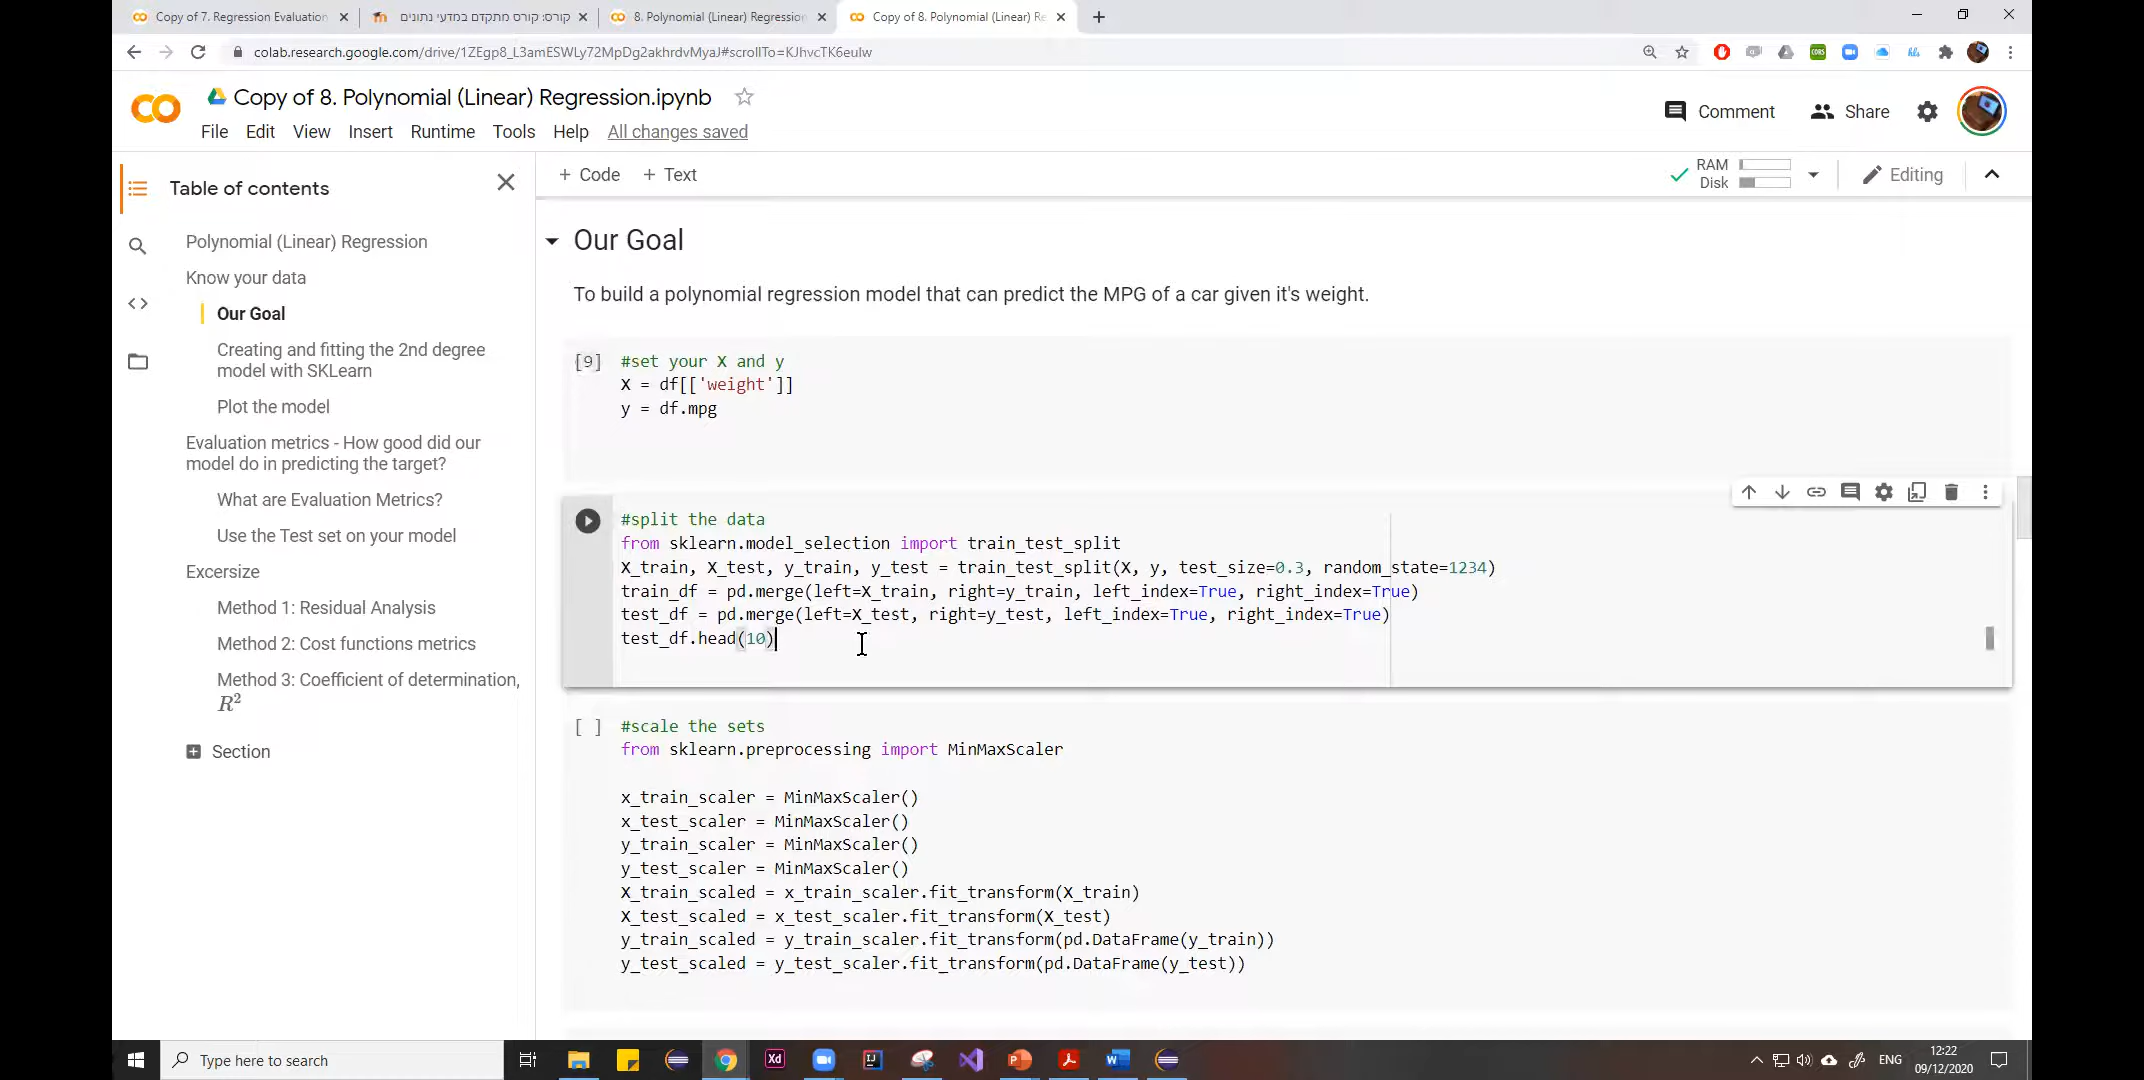 Copy of 7. Regression Evaluation
קורס: קורס מתקדם במדעי נתונים
8. Polynomial (Linear) Regression
Copy of 8. Polynomial (Linear) Re
colab.research.google.com/drive/1ZEgp8_L3amESWLy72MpDg2akhrdvMyaJ#scrollTo=KJhvcTK6euIw
Copy of 8. Polynomial (Linear) Regression.ipynb
Comment
Share
File Edit View Insert Runtime Tools Help All changes saved
Table of contents
+ Code + Text
RAM
Disk
Editing
Polynomial (Linear) Regression
Know your data
Our Goal
Creating and fitting the 2nd degree
model with SKLearn
Plot the model
Evaluation metrics - How good did our
model do in predicting the target?
What are Evaluation Metrics?
Use the Test set on your model
Excersize
Method 1: Residual Analysis
Method 2: Cost functions metrics
Method 3: Coefficient of determination,
R²
Section
Our Goal
To build a polynomial regression model that can predict the MPG of a car given it's weight.
[9] #set your X and y
X = df[['weight']]
y = df.mpg
#split the data
from sklearn.model_selection import train_test_split
X_train, X_test, y_train, y_test = train_test_split(X, y, test_size=0.3, random_state=1234)
train_df = pd.merge(left=X_train, right=y_train, left_index=True, right_index=True)
test_df = pd.merge(left=X_test, right=y_test, left_index=True, right_index=True)
test_df.head(10)
[ ] #scale the sets
from sklearn.preprocessing import MinMaxScaler
x_train_scaler = MinMaxScaler()
x_test_scaler = MinMaxScaler()
y_train_scaler = MinMaxScaler()
y_test_scaler = MinMaxScaler()
X_train_scaled = x_train_scaler.fit_transform(X_train)
X_test_scaled = x_test_scaler.fit_transform(X_test)
y_train_scaled = y_train_scaler.fit_transform(pd.DataFrame(y_train))
y_test_scaled = y_test_scaler.fit_transform(pd.DataFrame(y_test))
Type here to search
Xd
ENG
12:22
09/12/2020